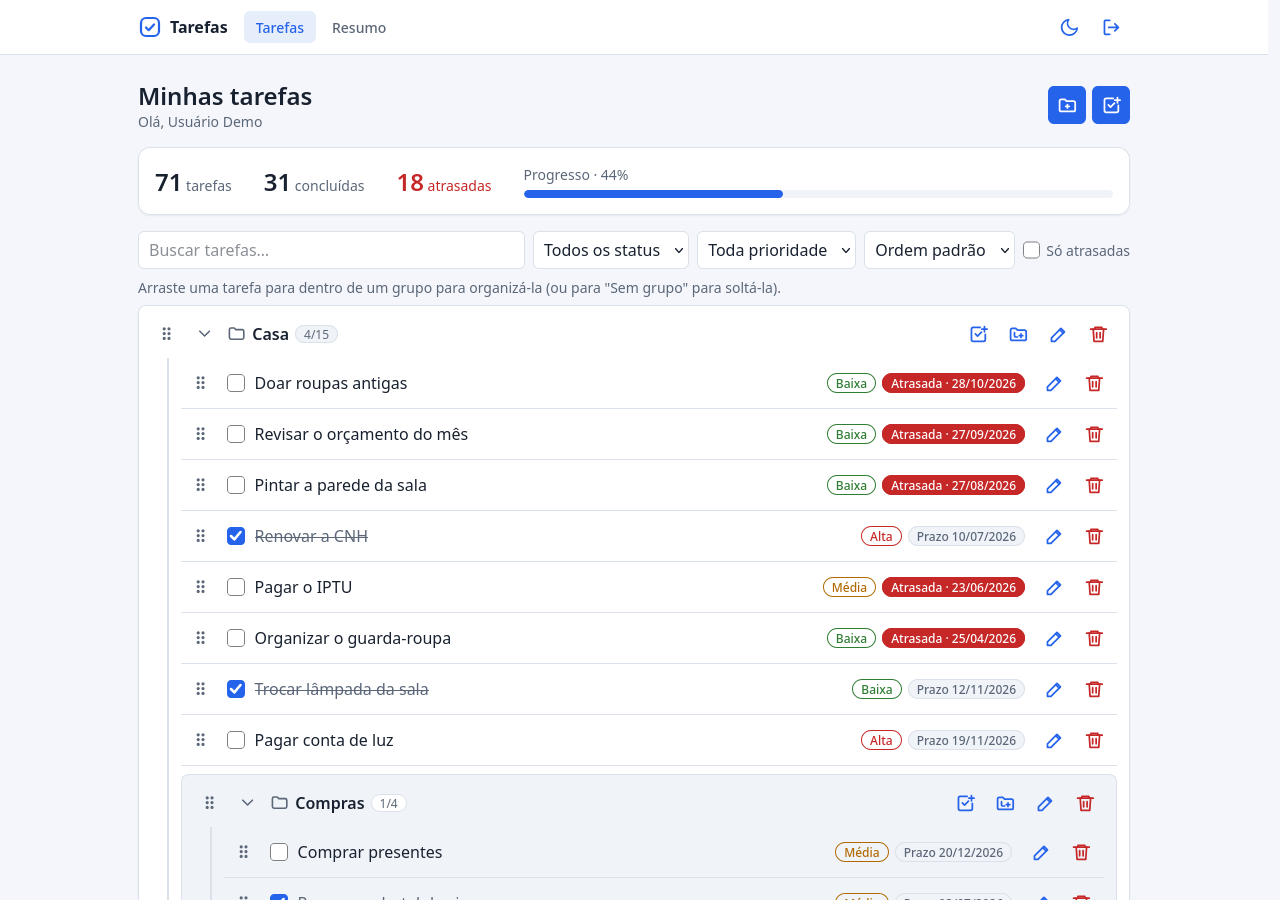 Tarefas Tarefas Resumo
Minhas tarefas
Olá, Usuário Demo
71 tarefas 31 concluídas 18 atrasadas Progresso · 44%
Buscar tarefas... Todos os status Toda prioridade Ordem padrão Só atrasadas
Arraste uma tarefa para dentro de um grupo para organizá-la (ou para "Sem grupo" para soltá-la).
Casa 4/15
Doar roupas antigas Baixa Atrasada · 28/10/2026
Revisar o orçamento do mês Baixa Atrasada · 27/09/2026
Pintar a parede da sala Baixa Atrasada · 27/08/2026
Renovar a CNH Alta Prazo 10/07/2026
Pagar o IPTU Média Atrasada · 23/06/2026
Organizar o guarda-roupa Baixa Atrasada · 25/04/2026
Trocar lâmpada da sala Baixa Prazo 12/11/2026
Pagar conta de luz Alta Prazo 19/11/2026
Compras 1/4
Comprar presentes Média Prazo 20/12/2026